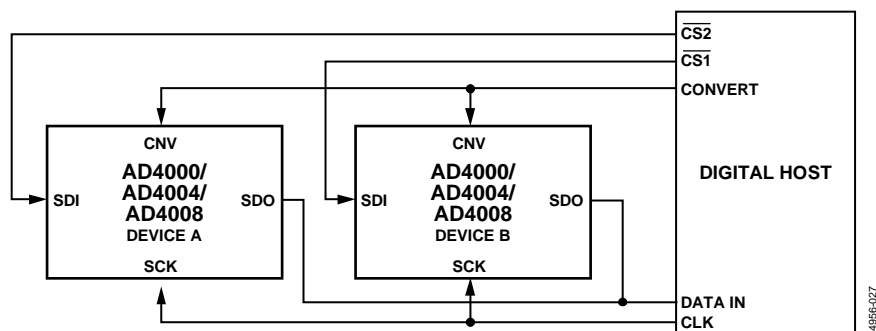 CS2
CS1
CONVERT
CNV
CNV
AD4000/
AD4004/
AD4008
DEVICE A
SDI
SDO
SCK
AD4000/
AD4004/
AD4008
DEVICE B
SDI
SDO
SCK
DIGITAL HOST
DATA IN
CLK
4956-027